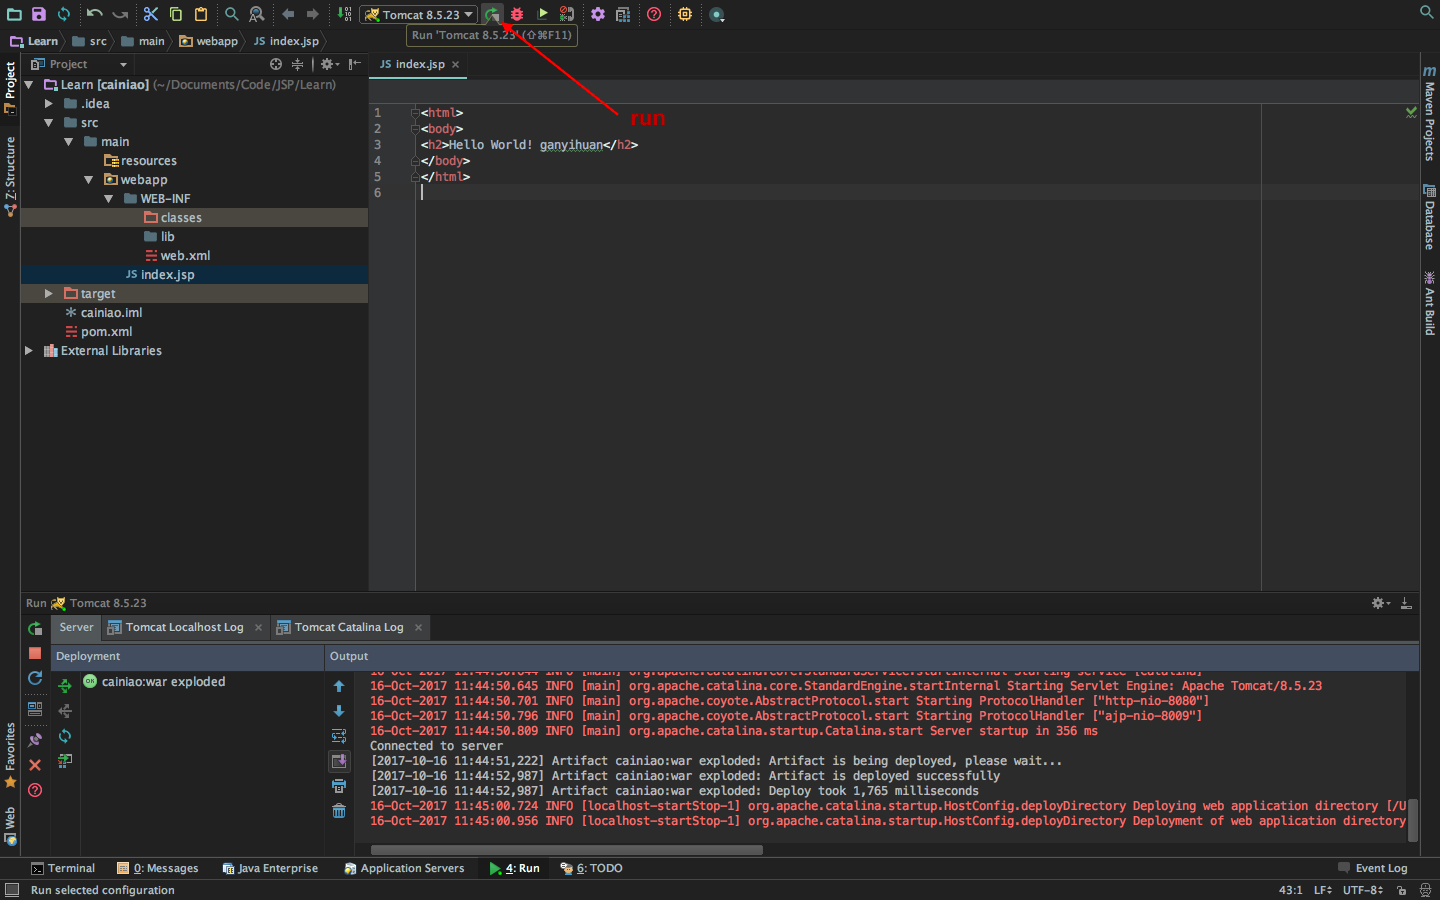 Tomcat 8.5.23
Run 'Tomcat 8.5.23' (⇧⌘F11)
Learn
src
main
webapp
JS index.jsp
run
Project
Learn [cainiao] (~/Documents/Code/JSP/Learn)
.idea
src
main
resources
webapp
WEB-INF
classes
lib
web.xml
JS index.jsp
target
cainiao.iml
pom.xml
External Libraries
Project
Z: Structure
Favorites
Web
JS index.jsp
1 <html>
2 <body>
3 <h2>Hello World! ganyihuan</h2>
4 </body>
5 </html>
6
m Maven Projects
Database
Ant Build
Run Tomcat 8.5.23
Server
Tomcat Localhost Log
Tomcat Catalina Log
Deployment
Output
OK cainiao:war exploded
16-Oct-2017 11:44:50.645 INFO [main] org.apache.catalina.core.StandardEngine.startInternal Starting Servlet Engine: Apache Tomcat/8.5.23
16-Oct-2017 11:44:50.701 INFO [main] org.apache.coyote.AbstractProtocol.start Starting ProtocolHandler ["http-nio-8080"]
16-Oct-2017 11:44:50.796 INFO [main] org.apache.coyote.AbstractProtocol.start Starting ProtocolHandler ["ajp-nio-8009"]
16-Oct-2017 11:44:50.809 INFO [main] org.apache.catalina.startup.Catalina.start Server startup in 356 ms
Connected to server
[2017-10-16 11:44:51,222] Artifact cainiao:war exploded: Artifact is being deployed, please wait...
[2017-10-16 11:44:52,987] Artifact cainiao:war exploded: Artifact is deployed successfully
[2017-10-16 11:44:52,987] Artifact cainiao:war exploded: Deploy took 1,765 milliseconds
16-Oct-2017 11:45:00.724 INFO [localhost-startStop-1] org.apache.catalina.startup.HostConfig.deployDirectory Deploying web application directory [/U
16-Oct-2017 11:45:00.956 INFO [localhost-startStop-1] org.apache.catalina.startup.HostConfig.deployDirectory Deployment of web application directory
Terminal
0: Messages
Java Enterprise
Application Servers
4: Run
6: TODO
Event Log
Run selected configuration
43:1
LF
UTF-8